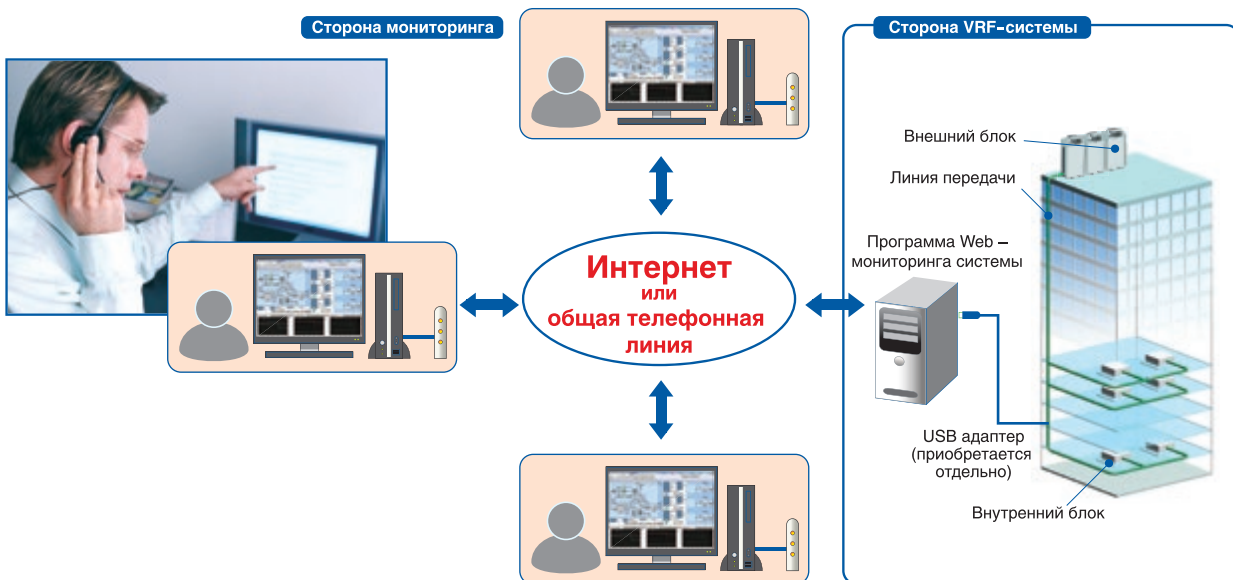 Сторона мониторинга
Сторона VRF–системы
Внешний блок
Линия передачи
Программа Web –
мониторинга системы
Интернет
или
общая телефонная
линия
USB адаптер
(приобретается
отдельно)
Внутренний блок